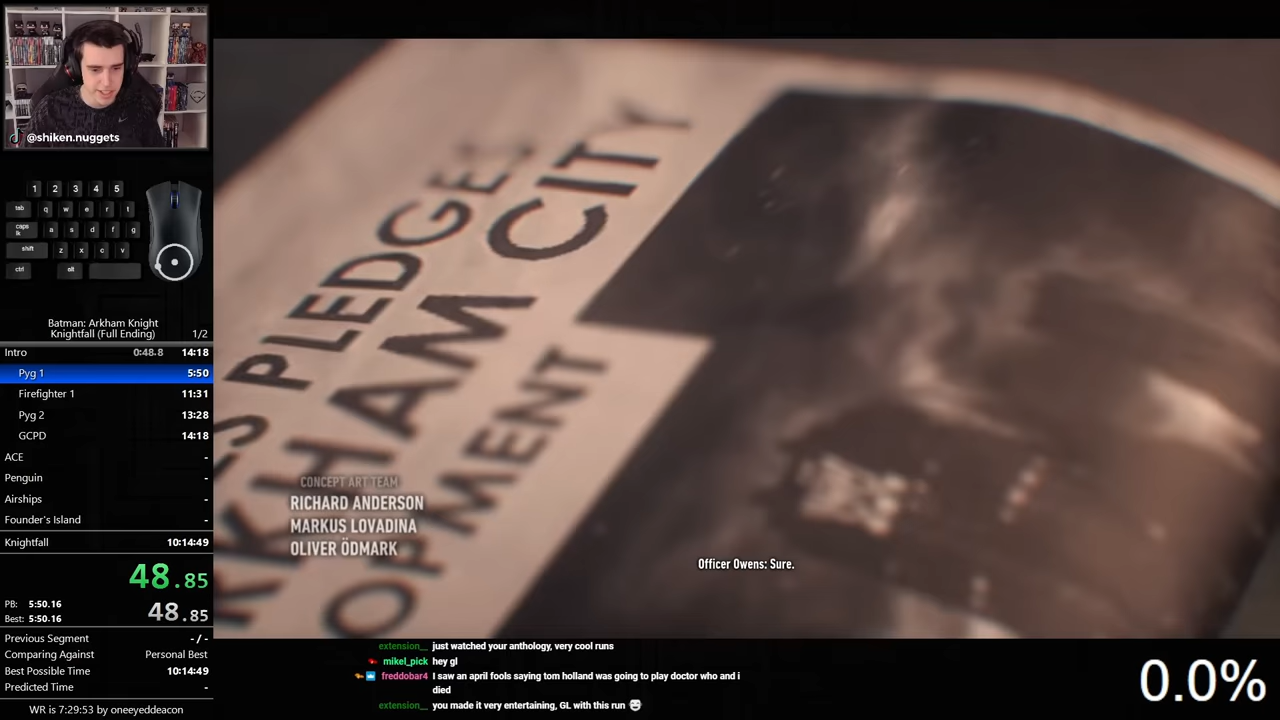 @shiken.nuggets
1 2 3 4 5
tab q w e r t
caps lk a s d f g
shift z x c v
ctrl alt
Batman: Arkham Knight
Knightfall (Full Ending) 1/2
Intro 0:48.8 14:18
Pyg 1 5:50
Firefighter 1 11:31
Pyg 2 13:28
GCPD 14:18
ACE -
Penguin -
Airships -
Founder's Island -
Knightfall 10:14:49
48.85
PB: 5:50.16
Best: 5:50.16
48.85
Previous Segment - / -
Comparing Against Personal Best
Best Possible Time 10:14:49
Predicted Time -
WR is 7:29:53 by oneeyeddeacon
PLEDGES
ARKHAM CITY
OPMENT
CONCEPT ART TEAM
RICHARD ANDERSON
MARKUS LOVADINA
OLIVER ÖDMARK
Officer Owens: Sure.
extension__ just watched your anthology, very cool runs
mikel_pick hey gl
freddobar4 I saw an april fools saying tom holland was going to play doctor who and i
died
extension__ you made it very entertaining, GL with this run
0.0%